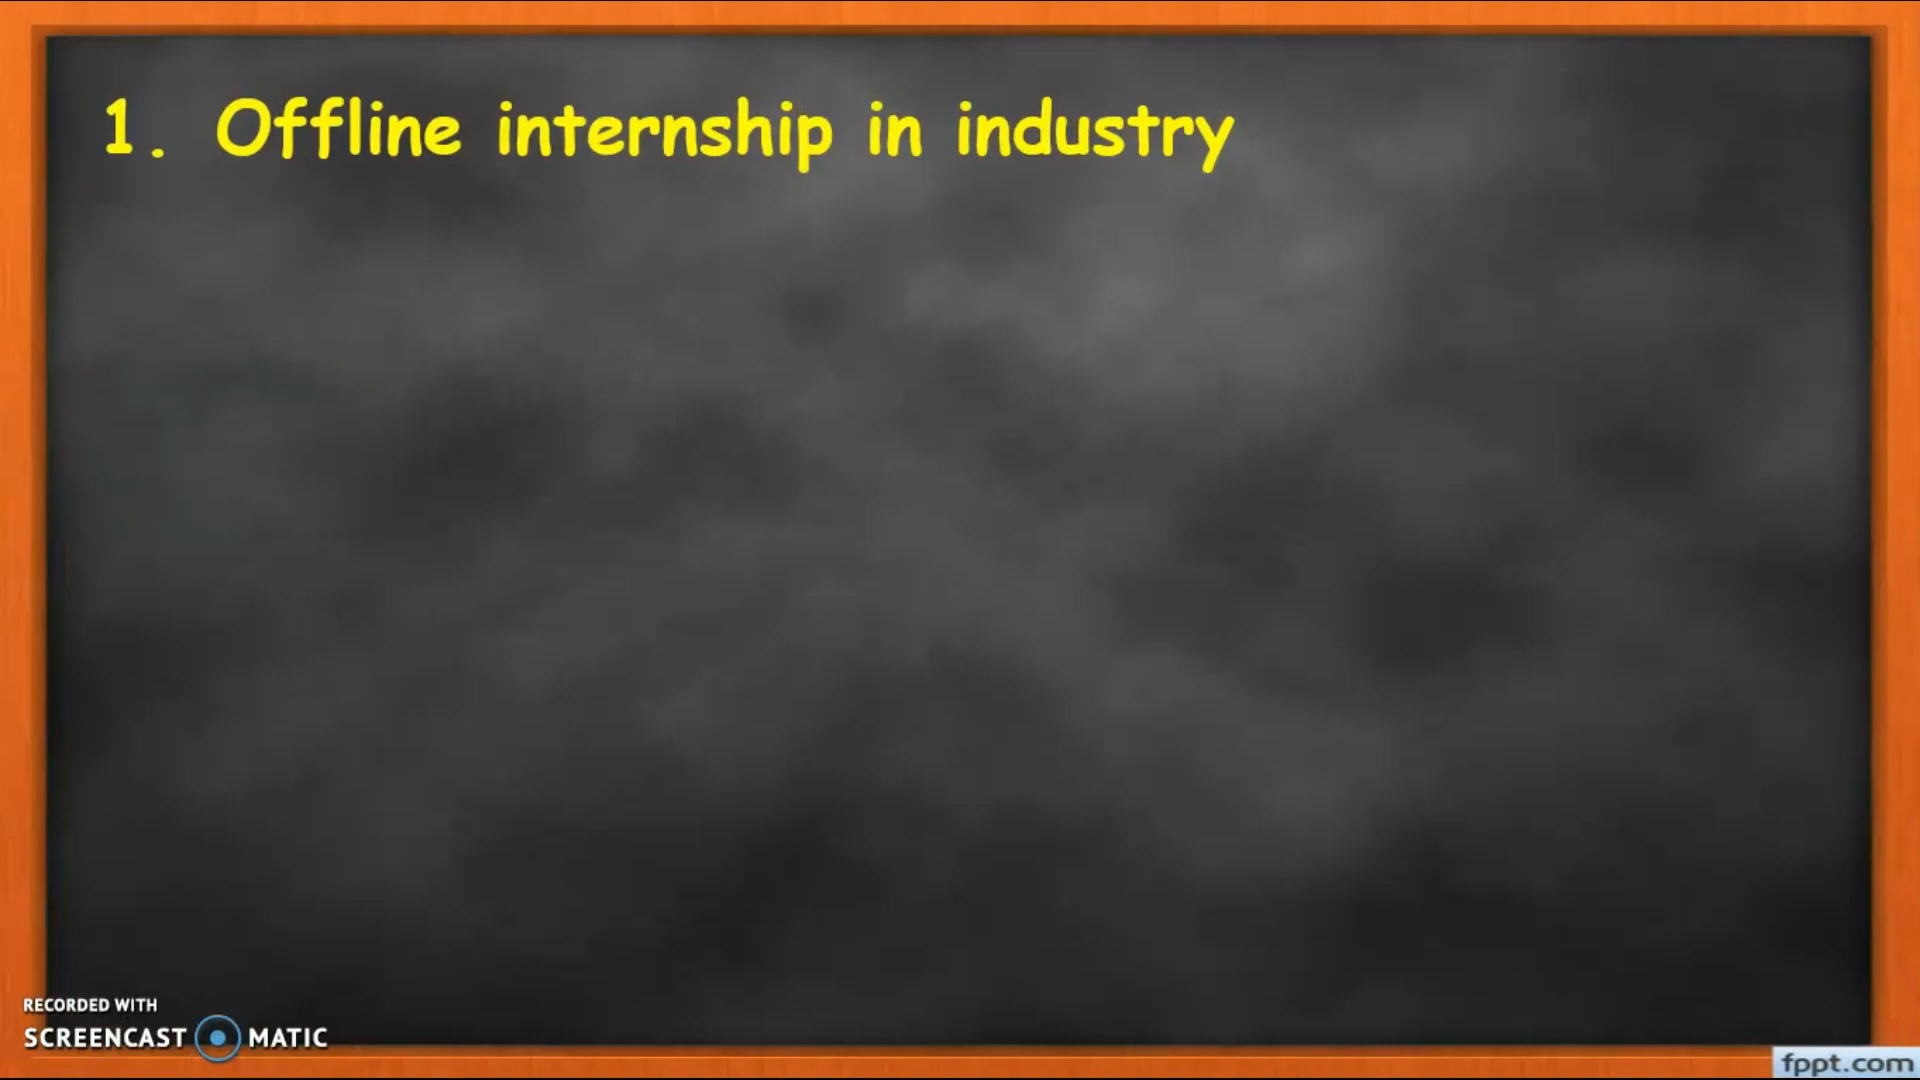 1. Offline internship in industry
RECORDED WITH
SCREENCAST MATIC
fppt.com